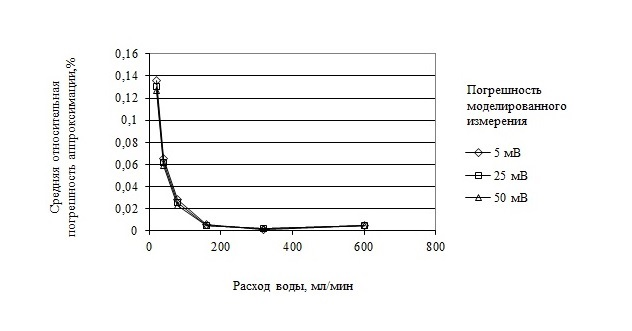 Средняя относительная
погрешность аппроксимации,%
0,16
0,14
0,12
0,1
0,08
0,06
0,04
0,02
0
0 200 400 600 800
Расход воды, мл/мин
Погрешность
моделированного
измерения
5 мВ
25 мВ
50 мВ